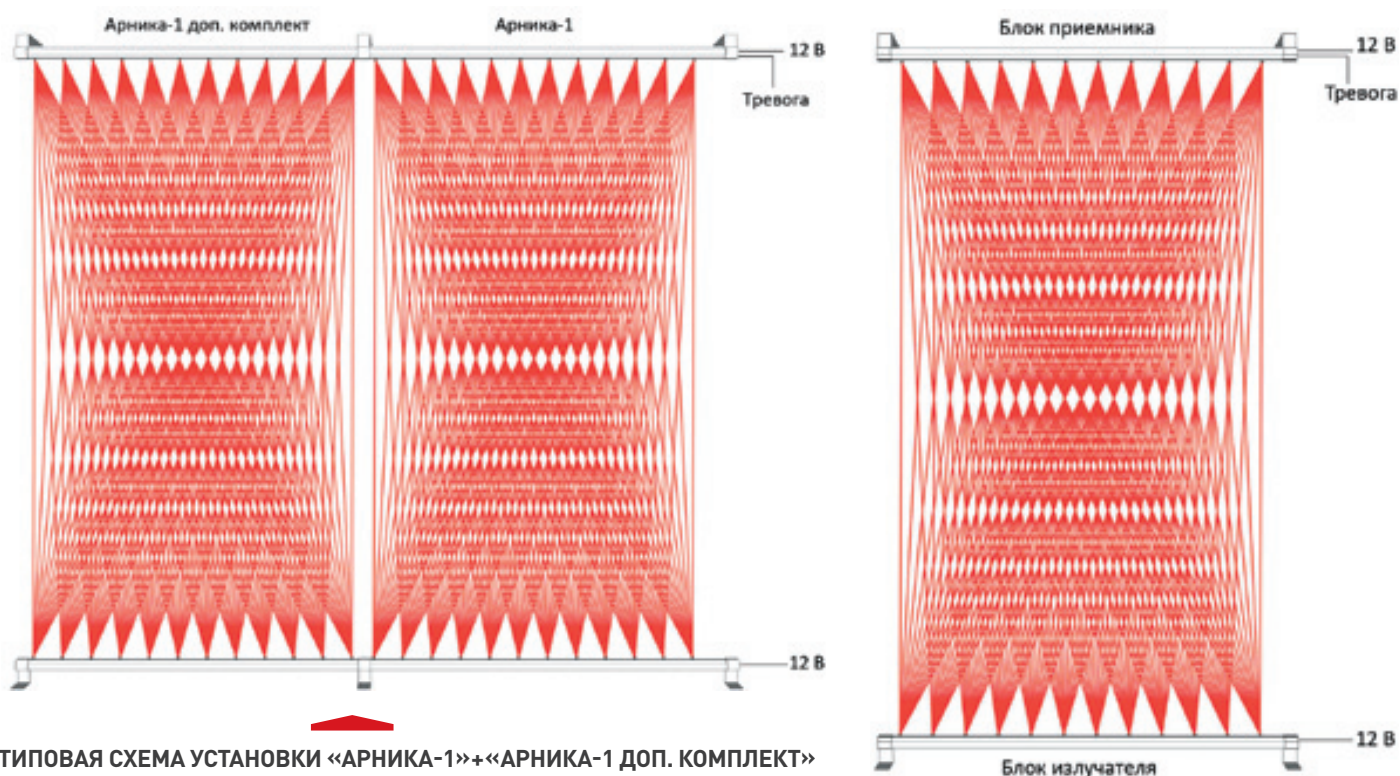 Арника-1 доп. комплект
Арника-1
12 В
Тревога
12 В
ТИПОВАЯ СХЕМА УСТАНОВКИ «АРНИКА-1»+«АРНИКА-1 ДОП. КОМПЛЕКТ»
Блок приемника
12 В
Тревога
12 В
Блок излучателя